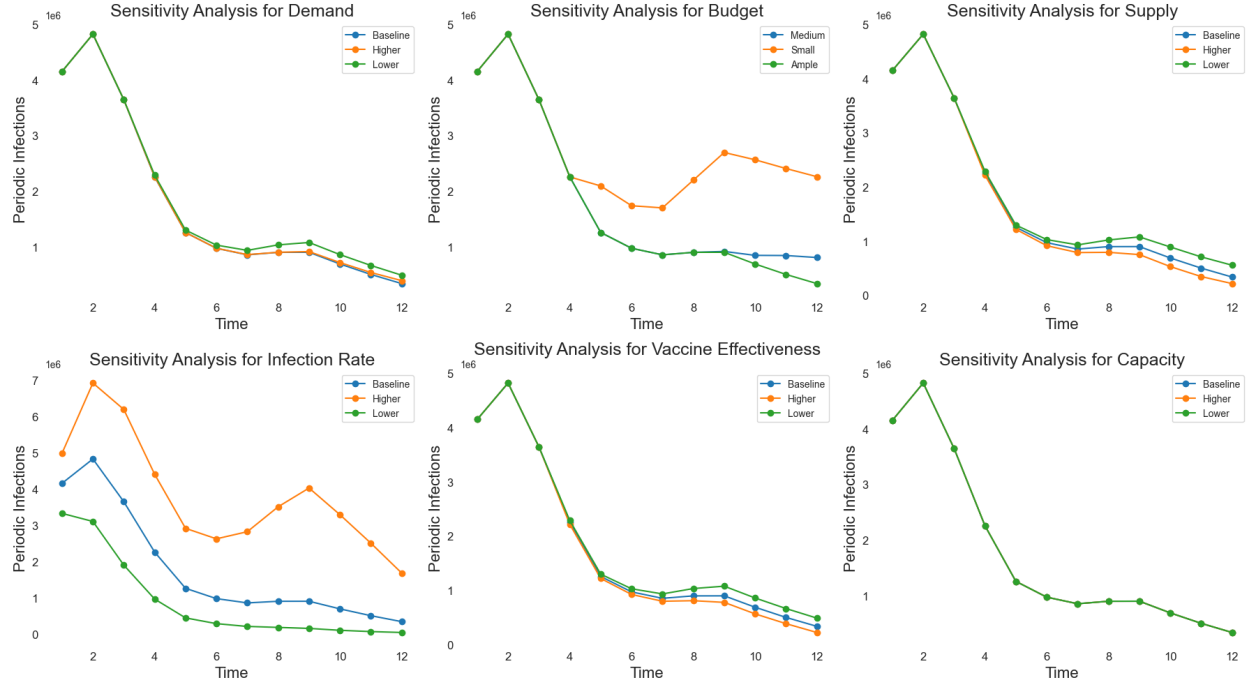 Sensitivity Analysis for Demand
1e6
5
4
3
2
1
Periodic Infections
2
4
6
8
10
12
Time
Baseline
Higher
Lower
Sensitivity Analysis for Budget
1e6
5
4
3
2
1
Periodic Infections
2
4
6
8
10
12
Time
Medium
Small
Ample
Sensitivity Analysis for Supply
1e6
5
4
3
2
1
0
Periodic Infections
2
4
6
8
10
12
Time
Baseline
Higher
Lower
Sensitivity Analysis for Infection Rate
1e6
7
6
5
4
3
2
1
0
Periodic Infections
2
4
6
8
10
12
Time
Baseline
Higher
Lower
Sensitivity Analysis for Vaccine Effectiveness
1e6
5
4
3
2
1
0
Periodic Infections
2
4
6
8
10
12
Time
Baseline
Higher
Lower
Sensitivity Analysis for Capacity
1e6
5
4
3
2
1
Periodic Infections
2
4
6
8
10
12
Time
Baseline
Higher
Lower